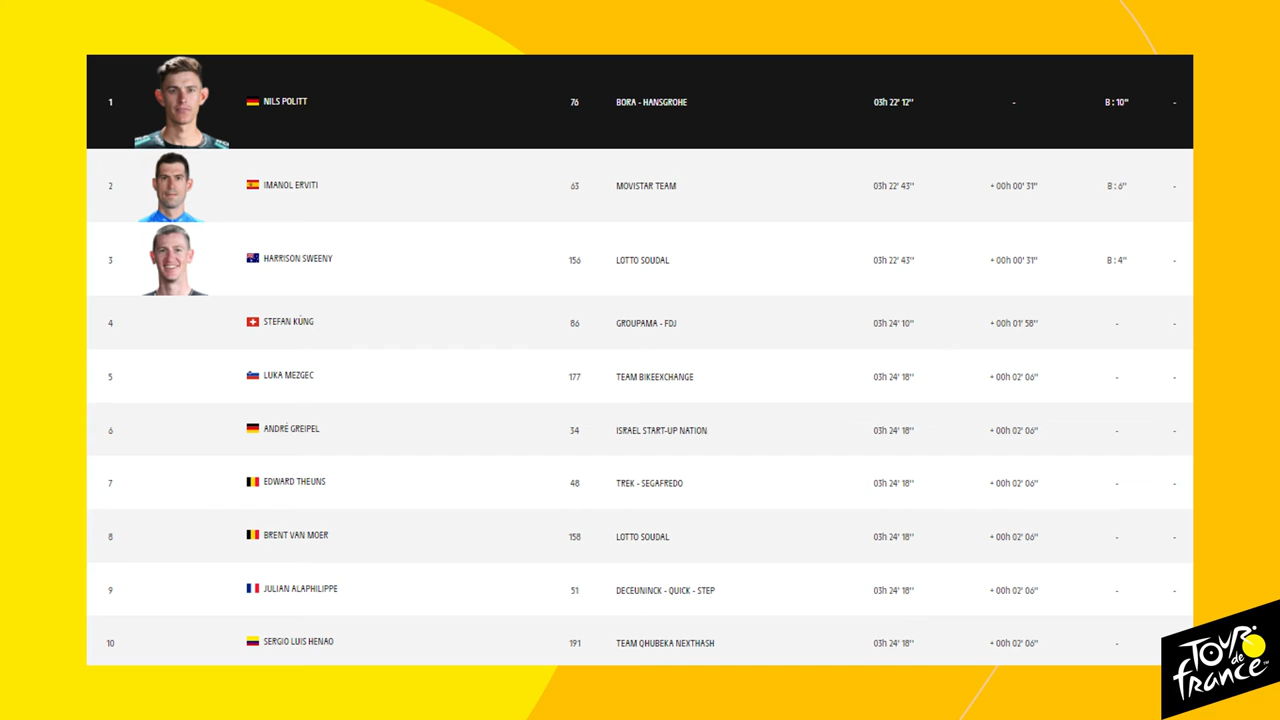 1 NILS POLITT 76 BORA - HANSGROHE 03h 22' 12'' - B : 10'' -
2 IMANOL ERVITI 63 MOVISTAR TEAM 03h 22' 43'' + 00h 00' 31'' B : 6'' -
3 HARRISON SWEENY 156 LOTTO SOUDAL 03h 22' 43'' + 00h 00' 31'' B : 4'' -
4 STEFAN KÜNG 86 GROUPAMA - FDJ 03h 24' 10'' + 00h 01' 58'' - -
5 LUKA MEZGEC 177 TEAM BIKEEXCHANGE 03h 24' 18'' + 00h 02' 06'' - -
6 ANDRÉ GREIPEL 34 ISRAEL START-UP NATION 03h 24' 18'' + 00h 02' 06'' - -
7 EDWARD THEUNS 48 TREK - SEGAFREDO 03h 24' 18'' + 00h 02' 06'' - -
8 BRENT VAN MOER 158 LOTTO SOUDAL 03h 24' 18'' + 00h 02' 06'' - -
9 JULIAN ALAPHILIPPE 51 DECEUNINCK - QUICK - STEP 03h 24' 18'' + 00h 02' 06'' - -
10 SERGIO LUIS HENAO 191 TEAM QHUBEKA NEXTHASH 03h 24' 18'' + 00h 02' 06'' -
TOUR
de
france